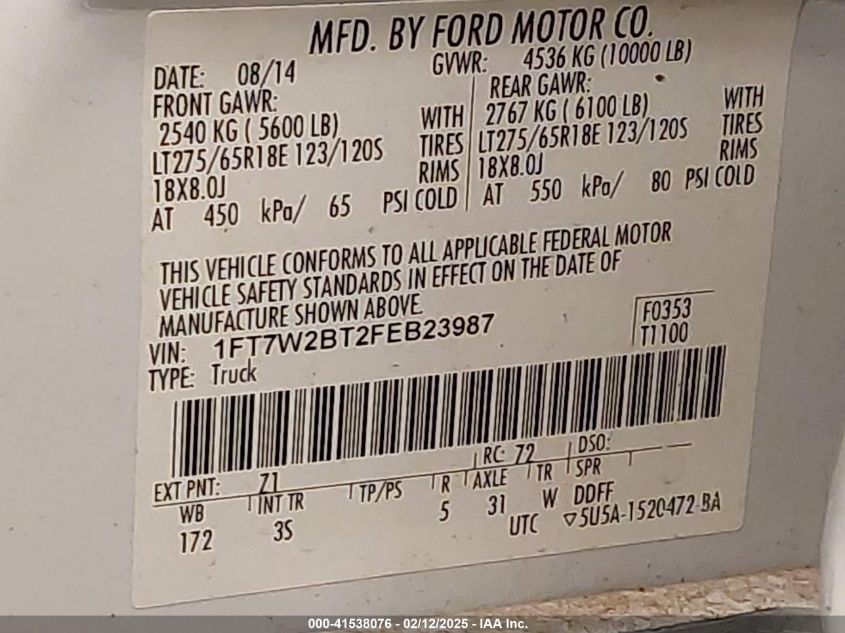 MFD. BY FORD MOTOR CO.
DATE: 08/14 GVWR: 4536 KG (10000 LB)
FRONT GAWR: REAR GAWR:
2540 KG ( 5600 LB) WITH 2767 KG ( 6100 LB) WITH
LT275/65R18E 123/120S TIRES LT275/65R18E 123/120S TIRES
18X8.0J RIMS 18X8.0J RIMS
AT 450 kPa/ 65 PSI COLD AT 550 kPa/ 80 PSI COLD
THIS VEHICLE CONFORMS TO ALL APPLICABLE FEDERAL MOTOR
VEHICLE SAFETY STANDARDS IN EFFECT ON THE DATE OF
MANUFACTURE SHOWN ABOVE.
VIN: 1FT7W2BT2FEB23987 F0353
TYPE: Truck T1100
EXT PNT: Z1 RC: 72 DSO:
WB INT TR TP/PS R AXLE TR SPR
172 3S 5 31 W DDFF
UTC ▽5U5A-1520472-BA
000-41538076 - 02/12/2025 - IAA Inc.